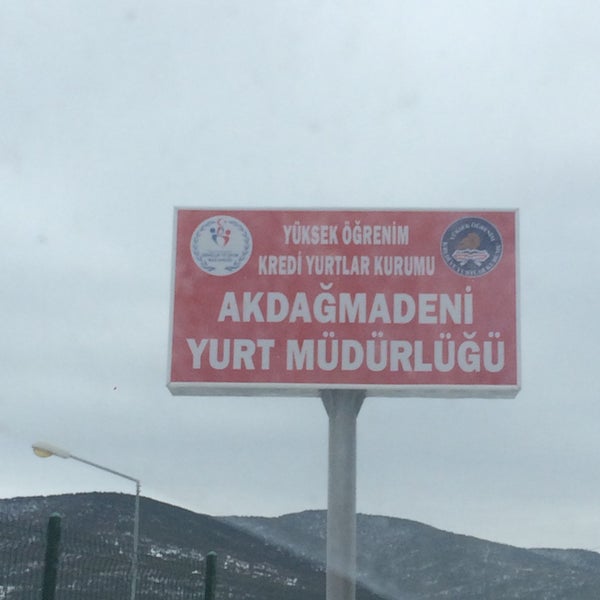 YÜKSEK ÖĞRENİM
KREDİ YURTLAR KURUMU
AKDAĞMADENİ
YURT MÜDÜRLÜĞÜ